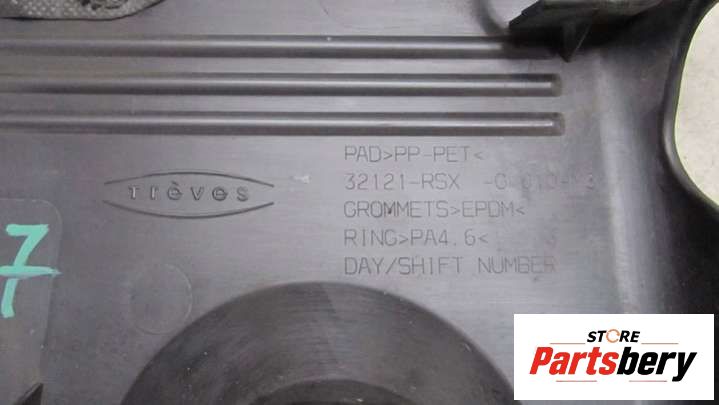 PAD>PP-PET<
32121-RSX
Trèves
GROMMETS>EPDM<
RING>PA4.6<
7
DAY/SHIFT NUMBER
STORE
Partsbery